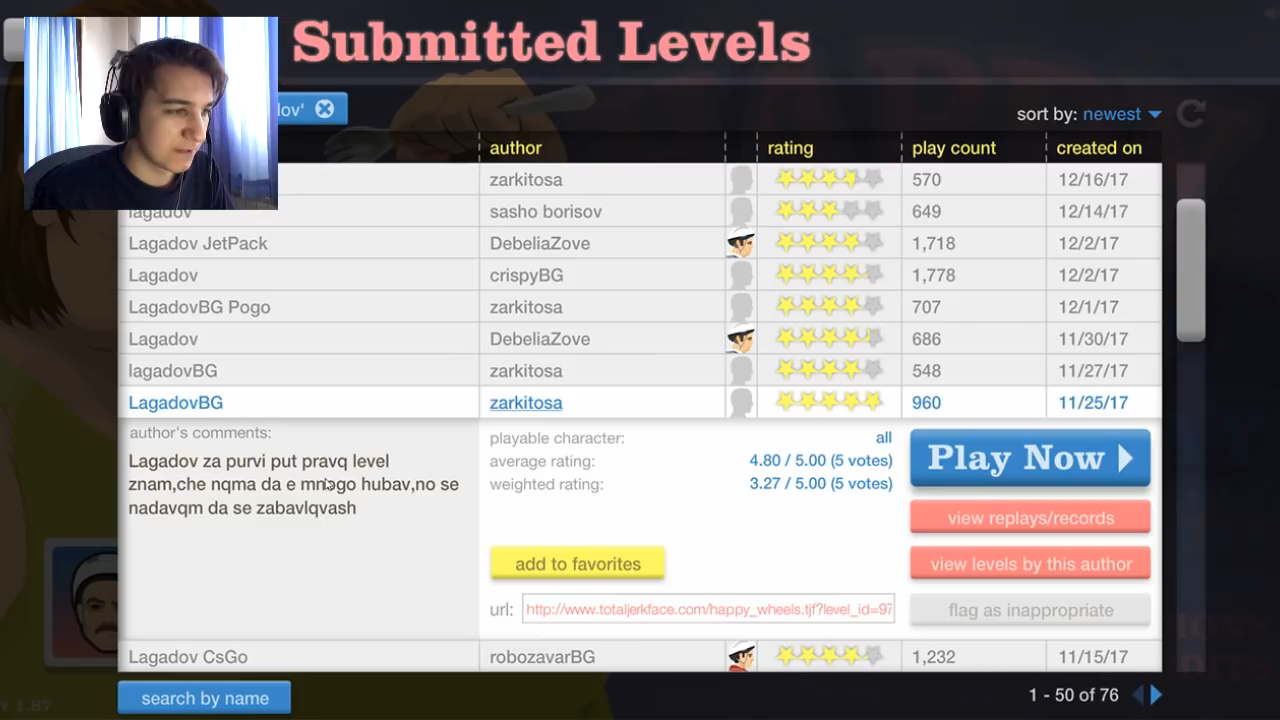 Submitted Levels
lov'
sort by: newest
author rating play count created on
zarkitosa 570 12/16/17
lagadov sasho borisov 649 12/14/17
Lagadov JetPack DebeliaZove 1,718 12/2/17
Lagadov crispyBG 1,778 12/2/17
LagadovBG Pogo zarkitosa 707 12/1/17
Lagadov DebeliaZove 686 11/30/17
lagadovBG zarkitosa 548 11/27/17
LagadovBG zarkitosa 960 11/25/17
author's comments:
Lagadov za purvi put pravq level
znam,che nqma da e mnogo hubav,no se
nadavqm da se zabavlqvash
playable character: all
average rating: 4.80 / 5.00 (5 votes)
weighted rating: 3.27 / 5.00 (5 votes)
add to favorites
url: http://www.totaljerkface.com/happy_wheels.tjf?level_id=97
Play Now
view replays/records
view levels by this author
flag as inappropriate
Lagadov CsGo robozavarBG 1,232 11/15/17
search by name
1 - 50 of 76